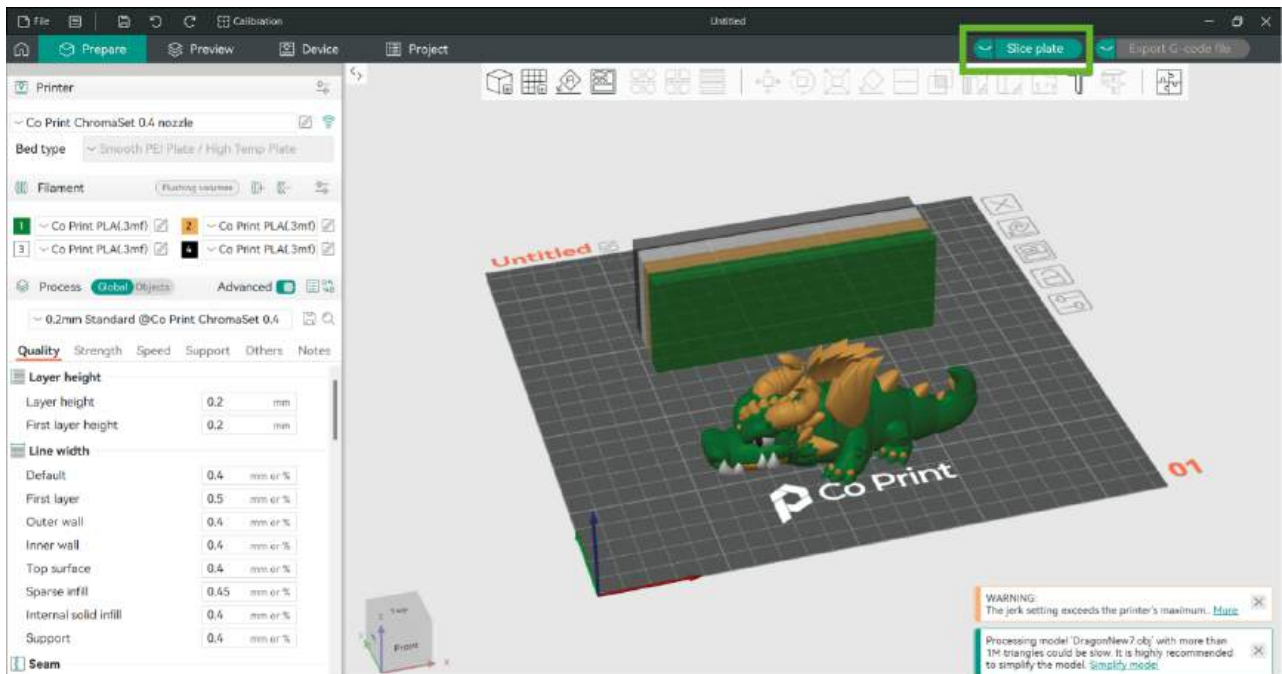 File Calibration Untitled
Prepare Preview Device Project Slice plate Export G-code file
Printer
Co Print ChromaSet 0.4 nozzle
Bed type Smooth PEI Plate / High Temp Plate
Filament Flushing volumes
1 Co Print PLA(.3mf) 2 Co Print PLA(.3mf)
3 Co Print PLA(.3mf) 4 Co Print PLA(.3mf)
Process Global Objects Advanced
0.2mm Standard @Co Print ChromaSet 0.4
Quality Strength Speed Support Others Notes
Layer height
Layer height 0.2 mm
First layer height 0.2 mm
Line width
Default 0.4 mm or %
First layer 0.5 mm or %
Outer wall 0.4 mm or %
Inner wall 0.4 mm or %
Top surface 0.4 mm or %
Sparse infill 0.45 mm or %
Internal solid infill 0.4 mm or %
Support 0.4 mm or %
Seam
Untitled
Co Print
01
Top
Front
z
x
WARNING:
The jerk setting exceeds the printer's maximum... More
Processing model 'DragonNew7.obj' with more than
1M triangles could be slow. It is highly recommended
to simplify the model. Simplify model